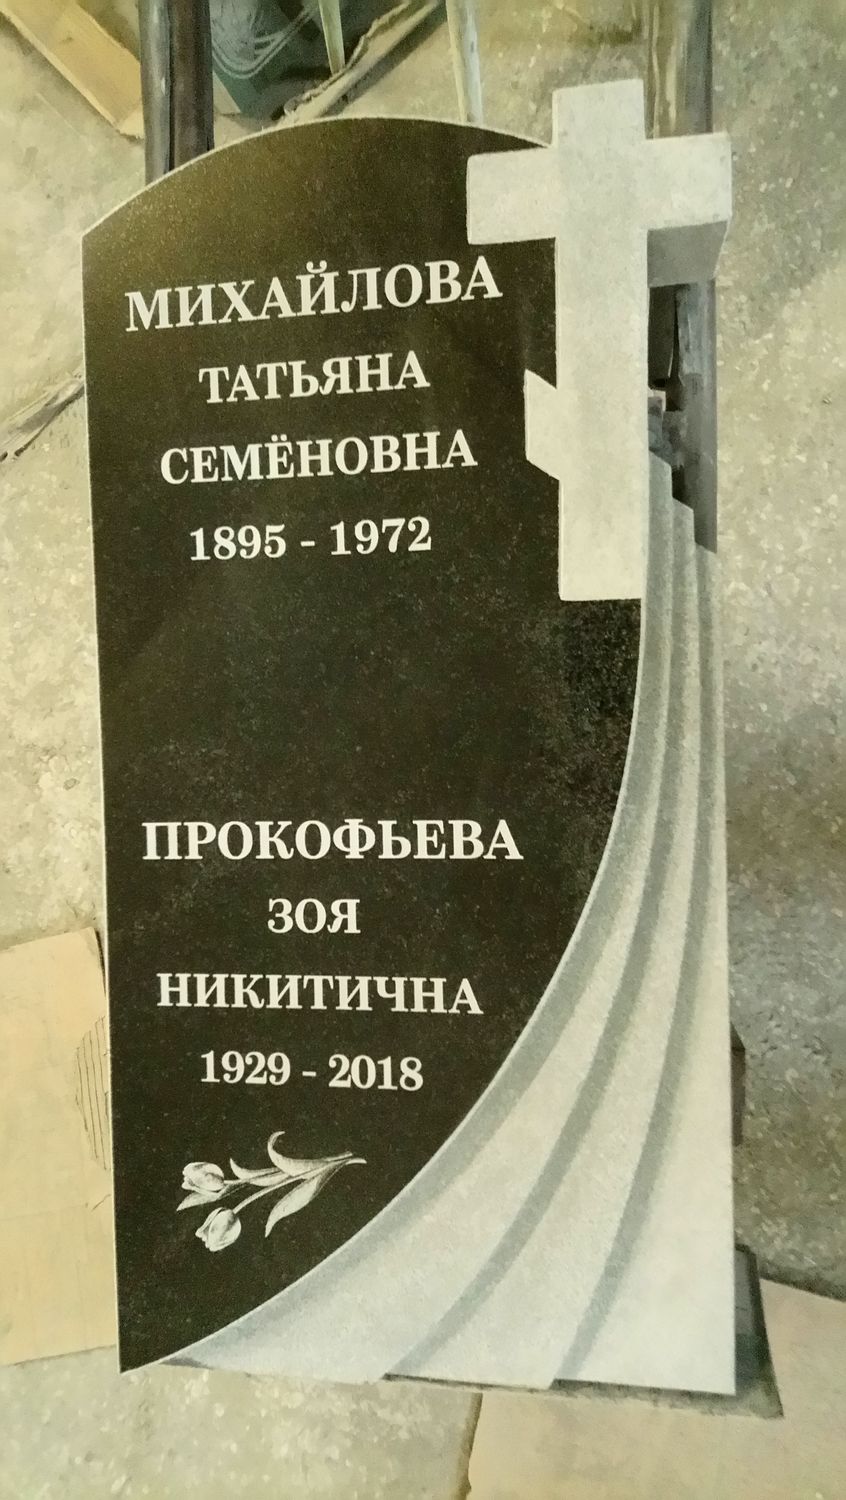 МИХАЙЛОВА
ТАТЬЯНА
СЕМЁНОВНА
1895 - 1972
ПРОКОФЬЕВА
ЗОЯ
НИКИТИЧНА
1929 - 2018